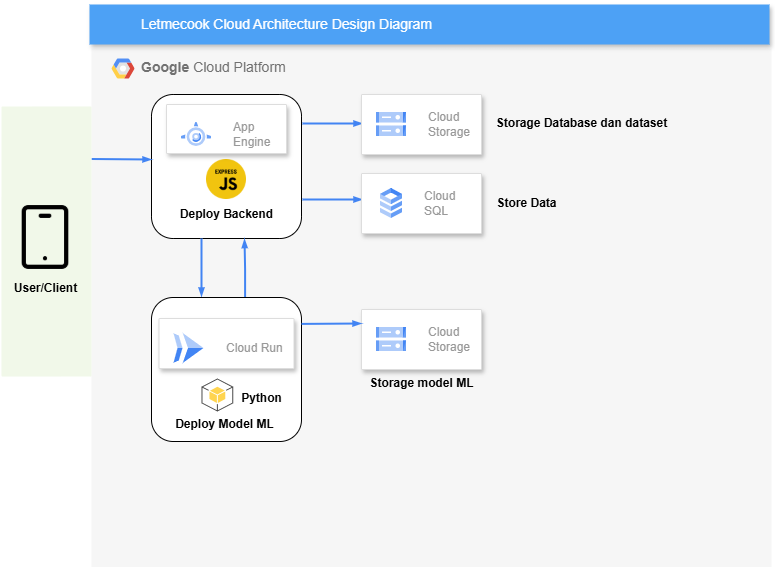 Letmecook Cloud Architecture Design Diagram
Google Cloud Platform
App
Engine
EXPRESS
JS
Deploy Backend
Cloud
Storage
Storage Database dan dataset
Cloud
SQL
Store Data
User/Client
Cloud Run
Python
Deploy Model ML
Cloud
Storage
Storage model ML